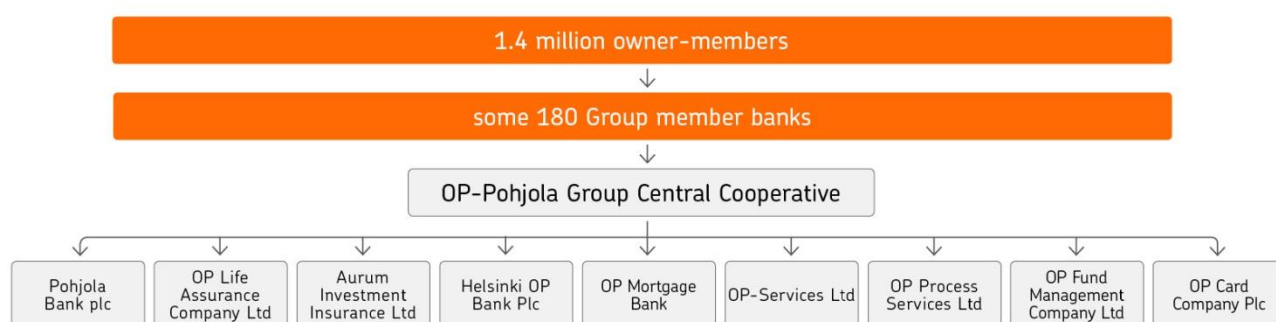 1.4 million owner-members
some 180 Group member banks
OP-Pohjola Group Central Cooperative
Pohjola
Bank plc
OP Life
Assurance
Company Ltd
Aurum
Investment
Insurance Ltd
Helsinki OP
Bank Plc
OP Mortgage
Bank
OP-Services Ltd
OP Process
Services Ltd
OP Fund
Management
Company Ltd
OP Card
Company Plc